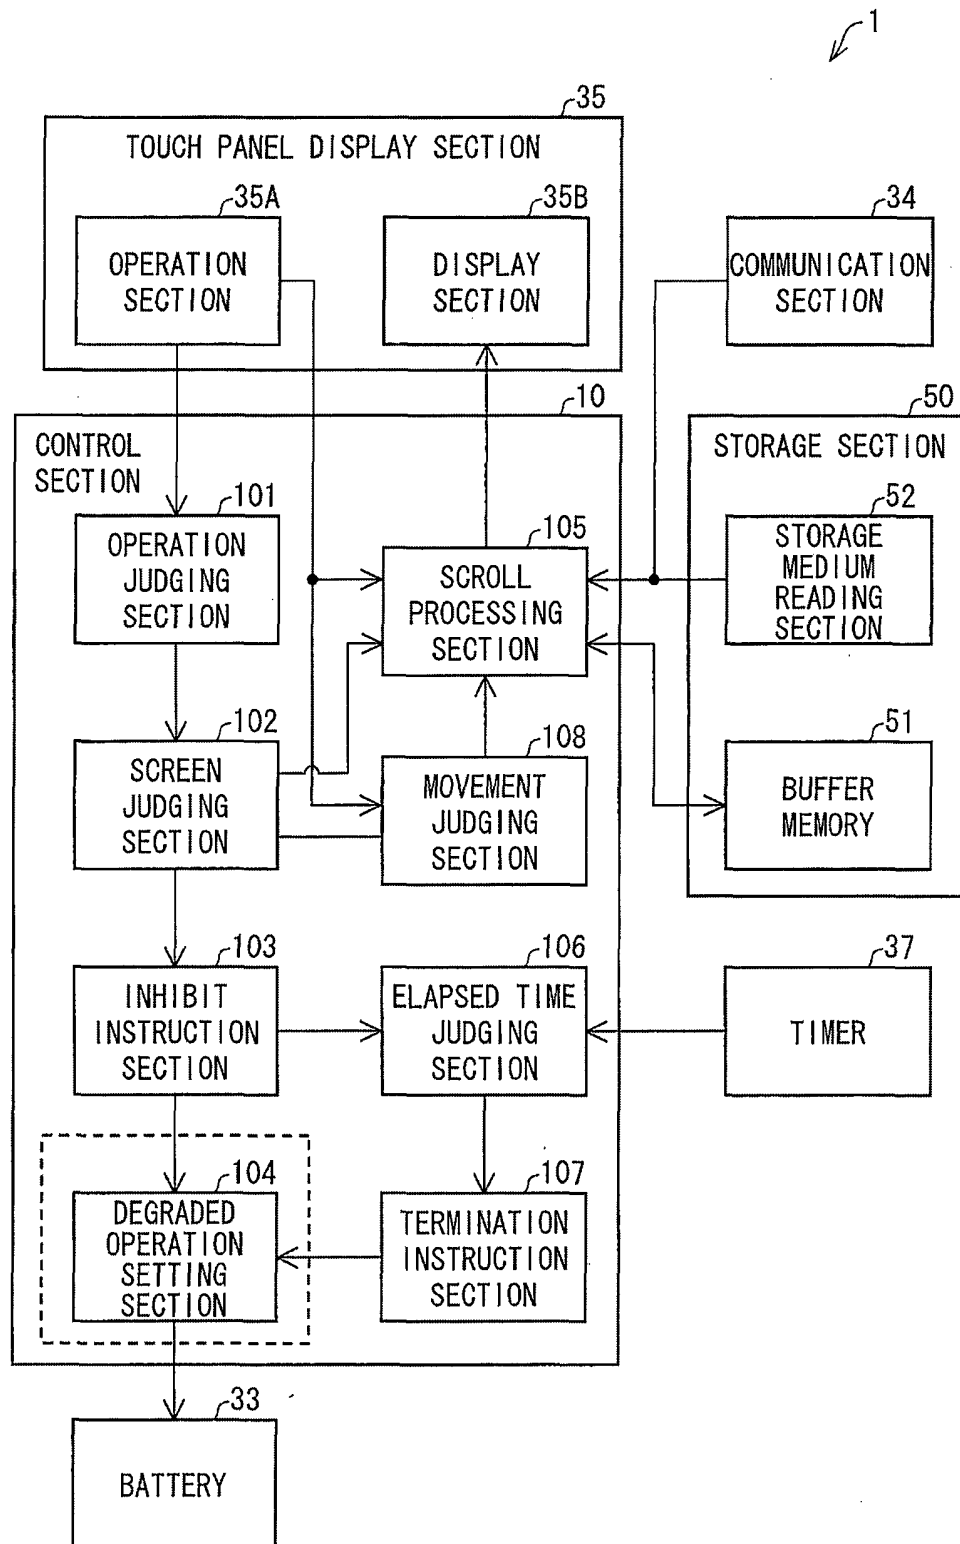 1
35
TOUCH PANEL DISPLAY SECTION
35A
OPERATION
SECTION
35B
DISPLAY
SECTION
34
COMMUNICATION
SECTION
10
CONTROL
SECTION
50
STORAGE SECTION
101
OPERATION
JUDGING
SECTION
105
SCROLL
PROCESSING
SECTION
52
STORAGE
MEDIUM
READING
SECTION
102
SCREEN
JUDGING
SECTION
108
MOVEMENT
JUDGING
SECTION
51
BUFFER
MEMORY
103
INHIBIT
INSTRUCTION
SECTION
106
ELAPSED TIME
JUDGING
SECTION
37
TIMER
104
DEGRADED
OPERATION
SETTING
SECTION
107
TERMINATION
INSTRUCTION
SECTION
33
BATTERY